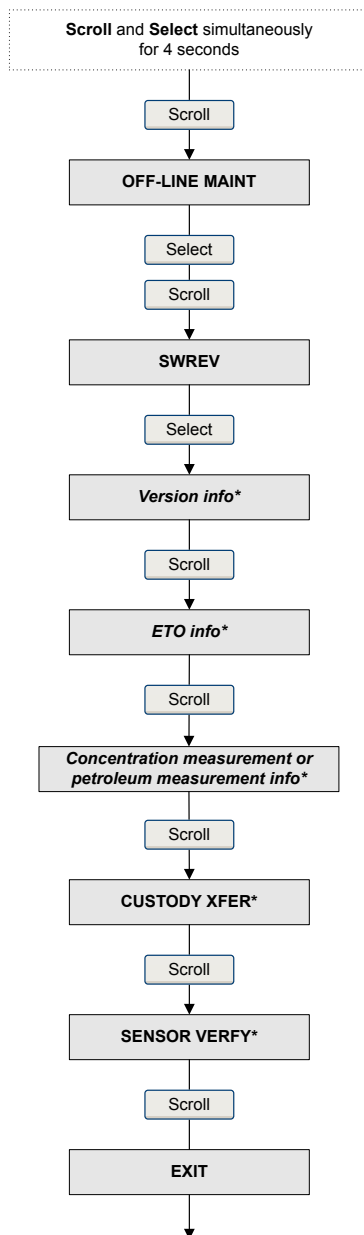 Scroll and Select simultaneously
for 4 seconds
Scroll
OFF-LINE MAINT
Select
Scroll
SWREV
Select
Version info*
Scroll
ETO info*
Scroll
Concentration measurement or
petroleum measurement info*
Scroll
CUSTODY XFER*
Scroll
SENSOR VERFY*
Scroll
EXIT